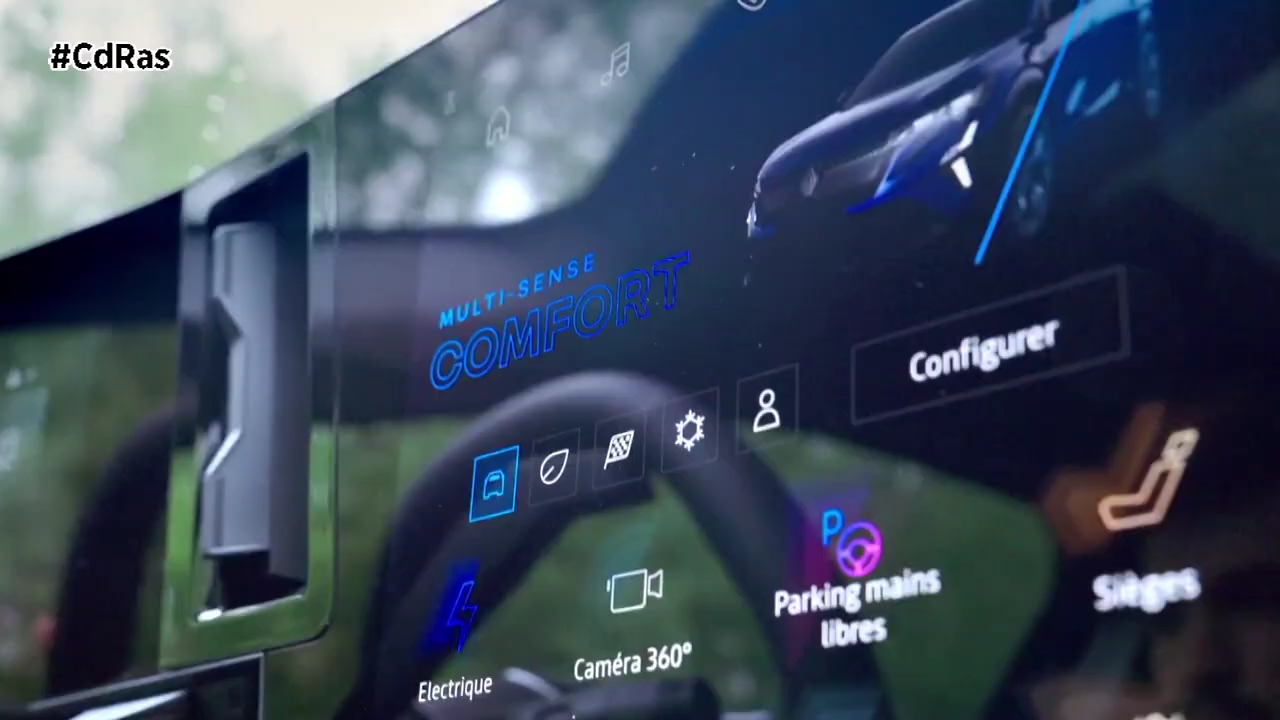 #CdRas
MULTI-SENSE
COMFORT
Configurer
P
Parking mains
libres
Sièges
Caméra 360°
Electrique